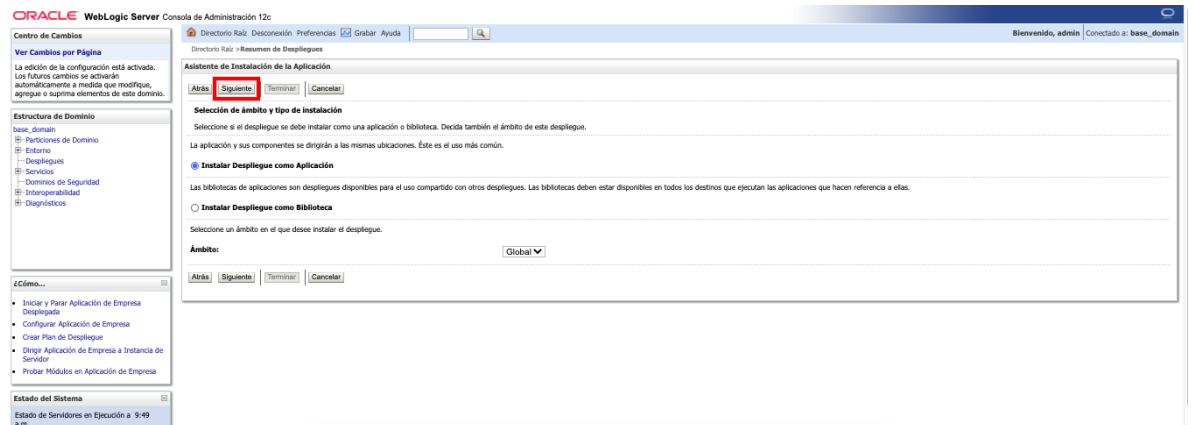 ORACLE WebLogic Server Consola de Administración 12c
Centro de Cambios
Ver Cambios por Página
La edición de la configuración está activada.
Los futuros cambios se activarán
automáticamente a medida que modifique,
agregue o suprima elementos de este dominio.
Estructura de Dominio
base_domain
Particiones de Dominio
Entorno
Despliegues
Servicios
Dominios de Seguridad
Interoperabilidad
Diagnósticos
¿Cómo...
Iniciar y Parar Aplicación de Empresa
Desplegada
Configurar Aplicación de Empresa
Crear Plan de Despliegue
Dirigir Aplicación de Empresa a Instancia de
Servidor
Probar Módulos en Aplicación de Empresa
Estado del Sistema
Estado de Servidores en Ejecución a 9:49
a.m.
Directorio Raíz Desconexión Preferencias Grabar Ayuda
Bienvenido, admin Conectado a: base_domain
Directorio Raíz >Resumen de Despliegues
Asistente de Instalación de la Aplicación
Atrás Siguiente Terminar Cancelar
Selección de ámbito y tipo de instalación
Seleccione si el despliegue se debe instalar como una aplicación o biblioteca. Decida también el ámbito de este despliegue.
La aplicación y sus componentes se dirigirán a las mismas ubicaciones. Éste es el uso más común.
Instalar Despliegue como Aplicación
Las bibliotecas de aplicaciones son despliegues disponibles para el uso compartido con otros despliegues. Las bibliotecas deben estar disponibles en todos los destinos que ejecutan las aplicaciones que hacen referencia a ellas.
Instalar Despliegue como Biblioteca
Seleccione un ámbito en el que desee instalar el despliegue.
Ámbito: Global
Atrás Siguiente Terminar Cancelar